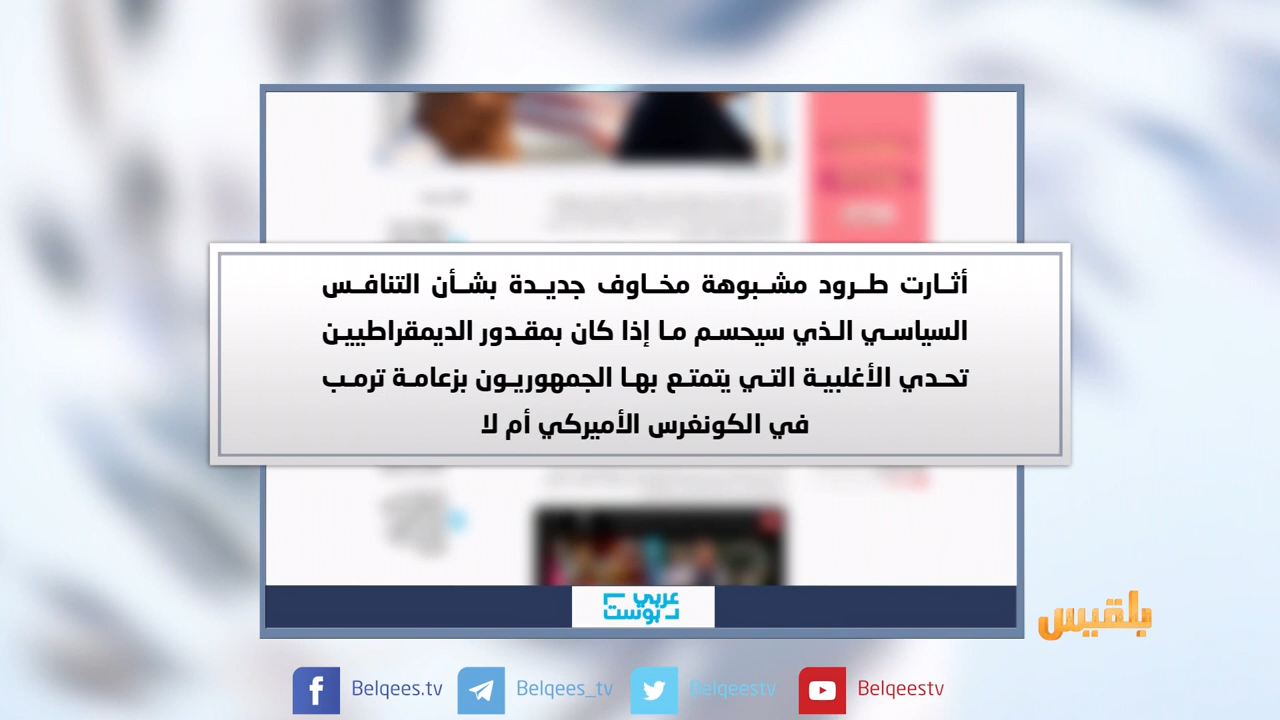 أثارت طرود مشبوهة مخاوف جديدة بشأن التنافس
السياسي الذي سيحسم ما إذا كان بمقدور الديمقراطيين
تحدي الأغلبية التي يتمتع بها الجمهوريون بزعامة ترمب
في الكونغرس الأميركي أم لا
عربي
بوست
بلقيس
Belqees.tv
Belqees_tv
Belqeestv
Belqeestv